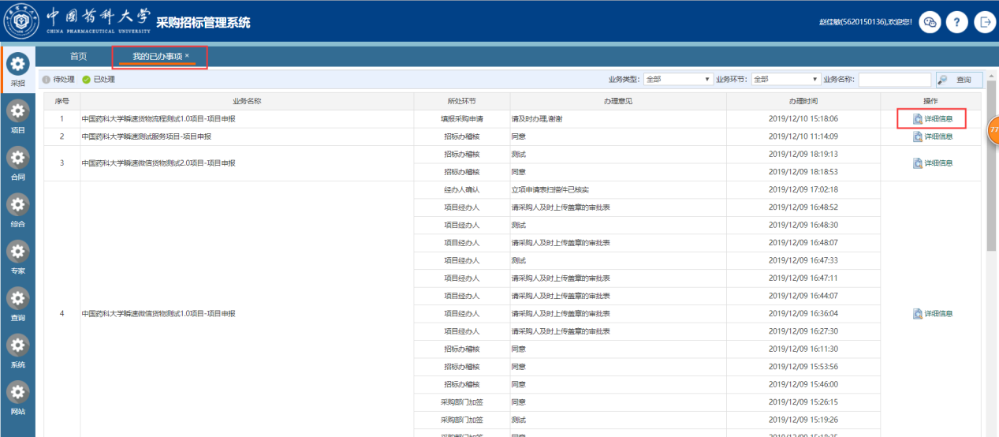 中国药科大学 采购招标管理系统 赵佳敏(5620150136),欢迎您! ?
CHINA PHARMACEUTICAL UNIVERSITY
首页 我的已办事项 ×
采招
项目
合同
综合
专家
查询
系统
网站
待处理 已处理 业务类型: 全部 业务环节: 全部 业务名称: 查询
序号 业务名称 所处环节 办理意见 办理时间 操作
1 中国药科大学瞬速货物流程测试1.0项目-项目申报 填报采购申请 请及时办理,谢谢 2019/12/10 15:18:06 详细信息
2 中国药科大学瞬速测试服务项目-项目申报 招标办稽核 同意 2019/12/10 11:14:09 详细信息
3 中国药科大学瞬速微信货物测试2.0项目-项目申报 招标办稽核 测试 2019/12/09 18:19:13 详细信息
招标办稽核 同意 2019/12/09 18:18:53
4 中国药科大学瞬速微信货物测试1.0项目-项目申报 经办人确认 立项申请表扫描件已核实 2019/12/09 17:02:18 详细信息
项目经办人 请采购人及时上传盖章的审批表 2019/12/09 16:48:52
项目经办人 测试 2019/12/09 16:48:30
项目经办人 请采购人及时上传盖章的审批表 2019/12/09 16:48:07
项目经办人 测试 2019/12/09 16:47:33
项目经办人 请采购人及时上传盖章的审批表 2019/12/09 16:47:11
项目经办人 请采购人及时上传盖章的审批表 2019/12/09 16:44:07
项目经办人 请采购人及时上传盖章的审批表 2019/12/09 16:36:04
项目经办人 请采购人及时上传盖章的审批表 2019/12/09 16:27:30
招标办稽核 同意 2019/12/09 16:11:30
招标办稽核 同意 2019/12/09 15:53:56
招标办稽核 同意 2019/12/09 15:46:00
采购部门加签 同意 2019/12/09 15:26:15
采购部门加签 测试 2019/12/09 15:19:26
77